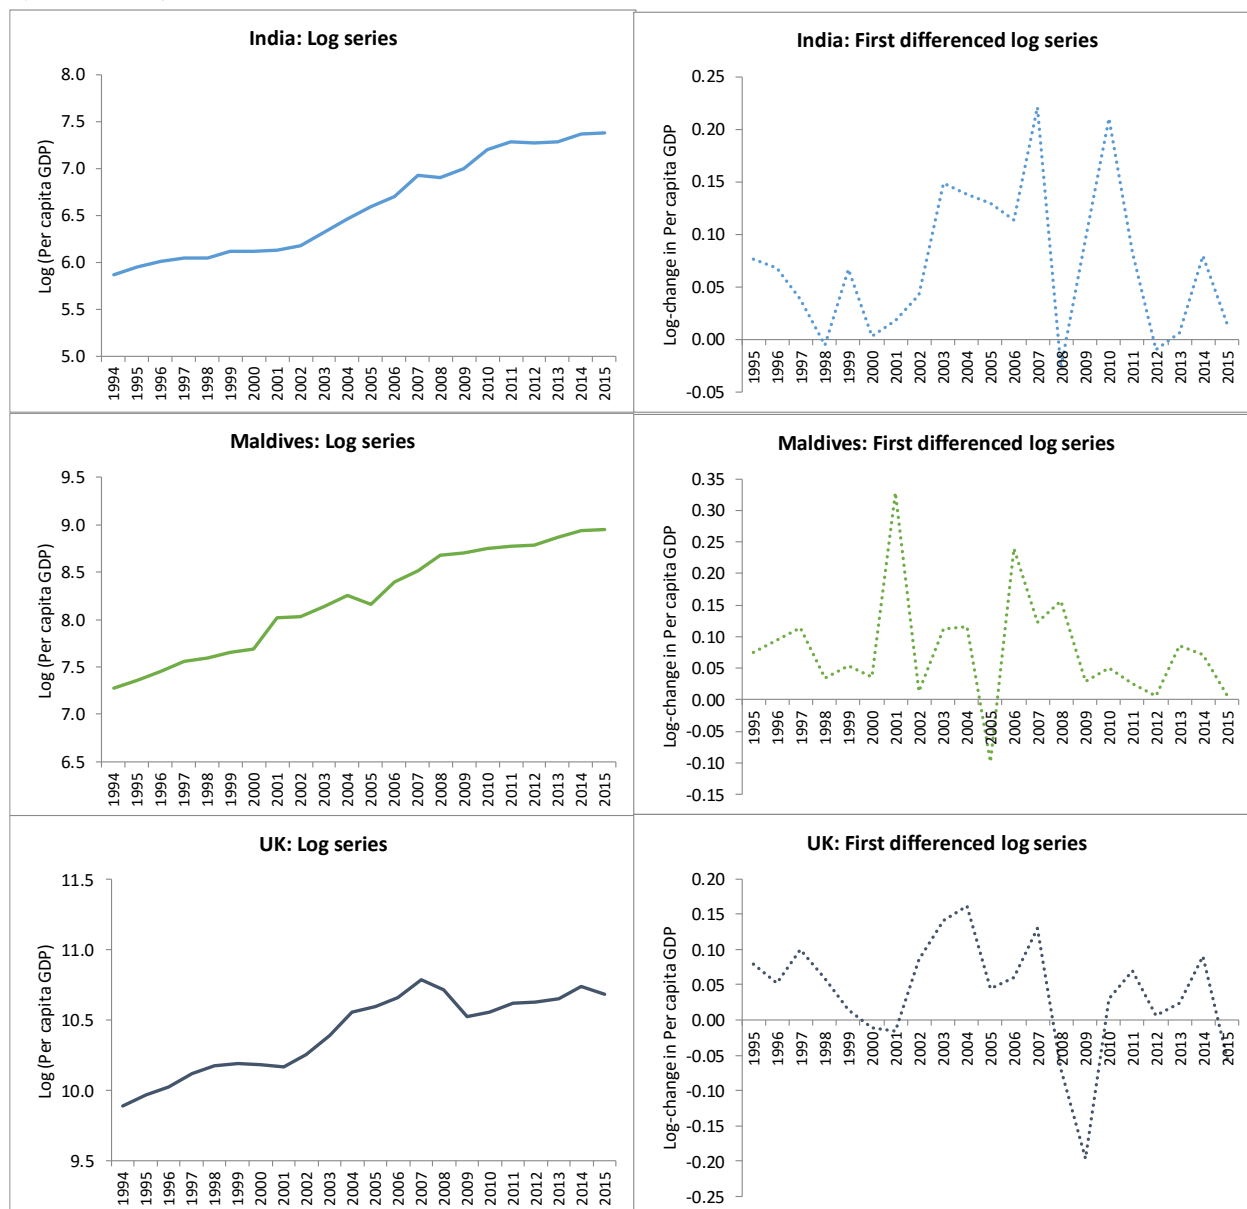 India: Log series
Log (Per capita GDP)
8.0
7.5
7.0
6.5
6.0
5.5
5.0
1994 1995 1996 1997 1998 1999 2000 2001 2002 2003 2004 2005 2006 2007 2008 2009 2010 2011 2012 2013 2014 2015
India: First differenced log series
Log-change in Per capita GDP
0.25
0.20
0.15
0.10
0.05
0.00
-0.05
1995 1996 1997 1998 1999 2000 2001 2002 2003 2004 2005 2006 2007 2008 2009 2010 2011 2012 2013 2014 2015
Maldives: Log series
Log (Per capita GDP)
9.5
9.0
8.5
8.0
7.5
7.0
6.5
1994 1995 1996 1997 1998 1999 2000 2001 2002 2003 2004 2005 2006 2007 2008 2009 2010 2011 2012 2013 2014 2015
Maldives: First differenced log series
Log-change in Per capita GDP
0.35
0.30
0.25
0.20
0.15
0.10
0.05
0.00
-0.05
-0.10
-0.15
1995 1996 1997 1998 1999 2000 2001 2002 2003 2004 2005 2006 2007 2008 2009 2010 2011 2012 2013 2014 2015
UK: Log series
Log (Per capita GDP)
11.5
11.0
10.5
10.0
9.5
1994 1995 1996 1997 1998 1999 2000 2001 2002 2003 2004 2005 2006 2007 2008 2009 2010 2011 2012 2013 2014 2015
UK: First differenced log series
Log-change in Per capita GDP
0.20
0.15
0.10
0.05
0.00
-0.05
-0.10
-0.15
-0.20
-0.25
1995 1996 1997 1998 1999 2000 2001 2002 2003 2004 2005 2006 2007 2008 2009 2010 2011 2012 2013 2014 2015